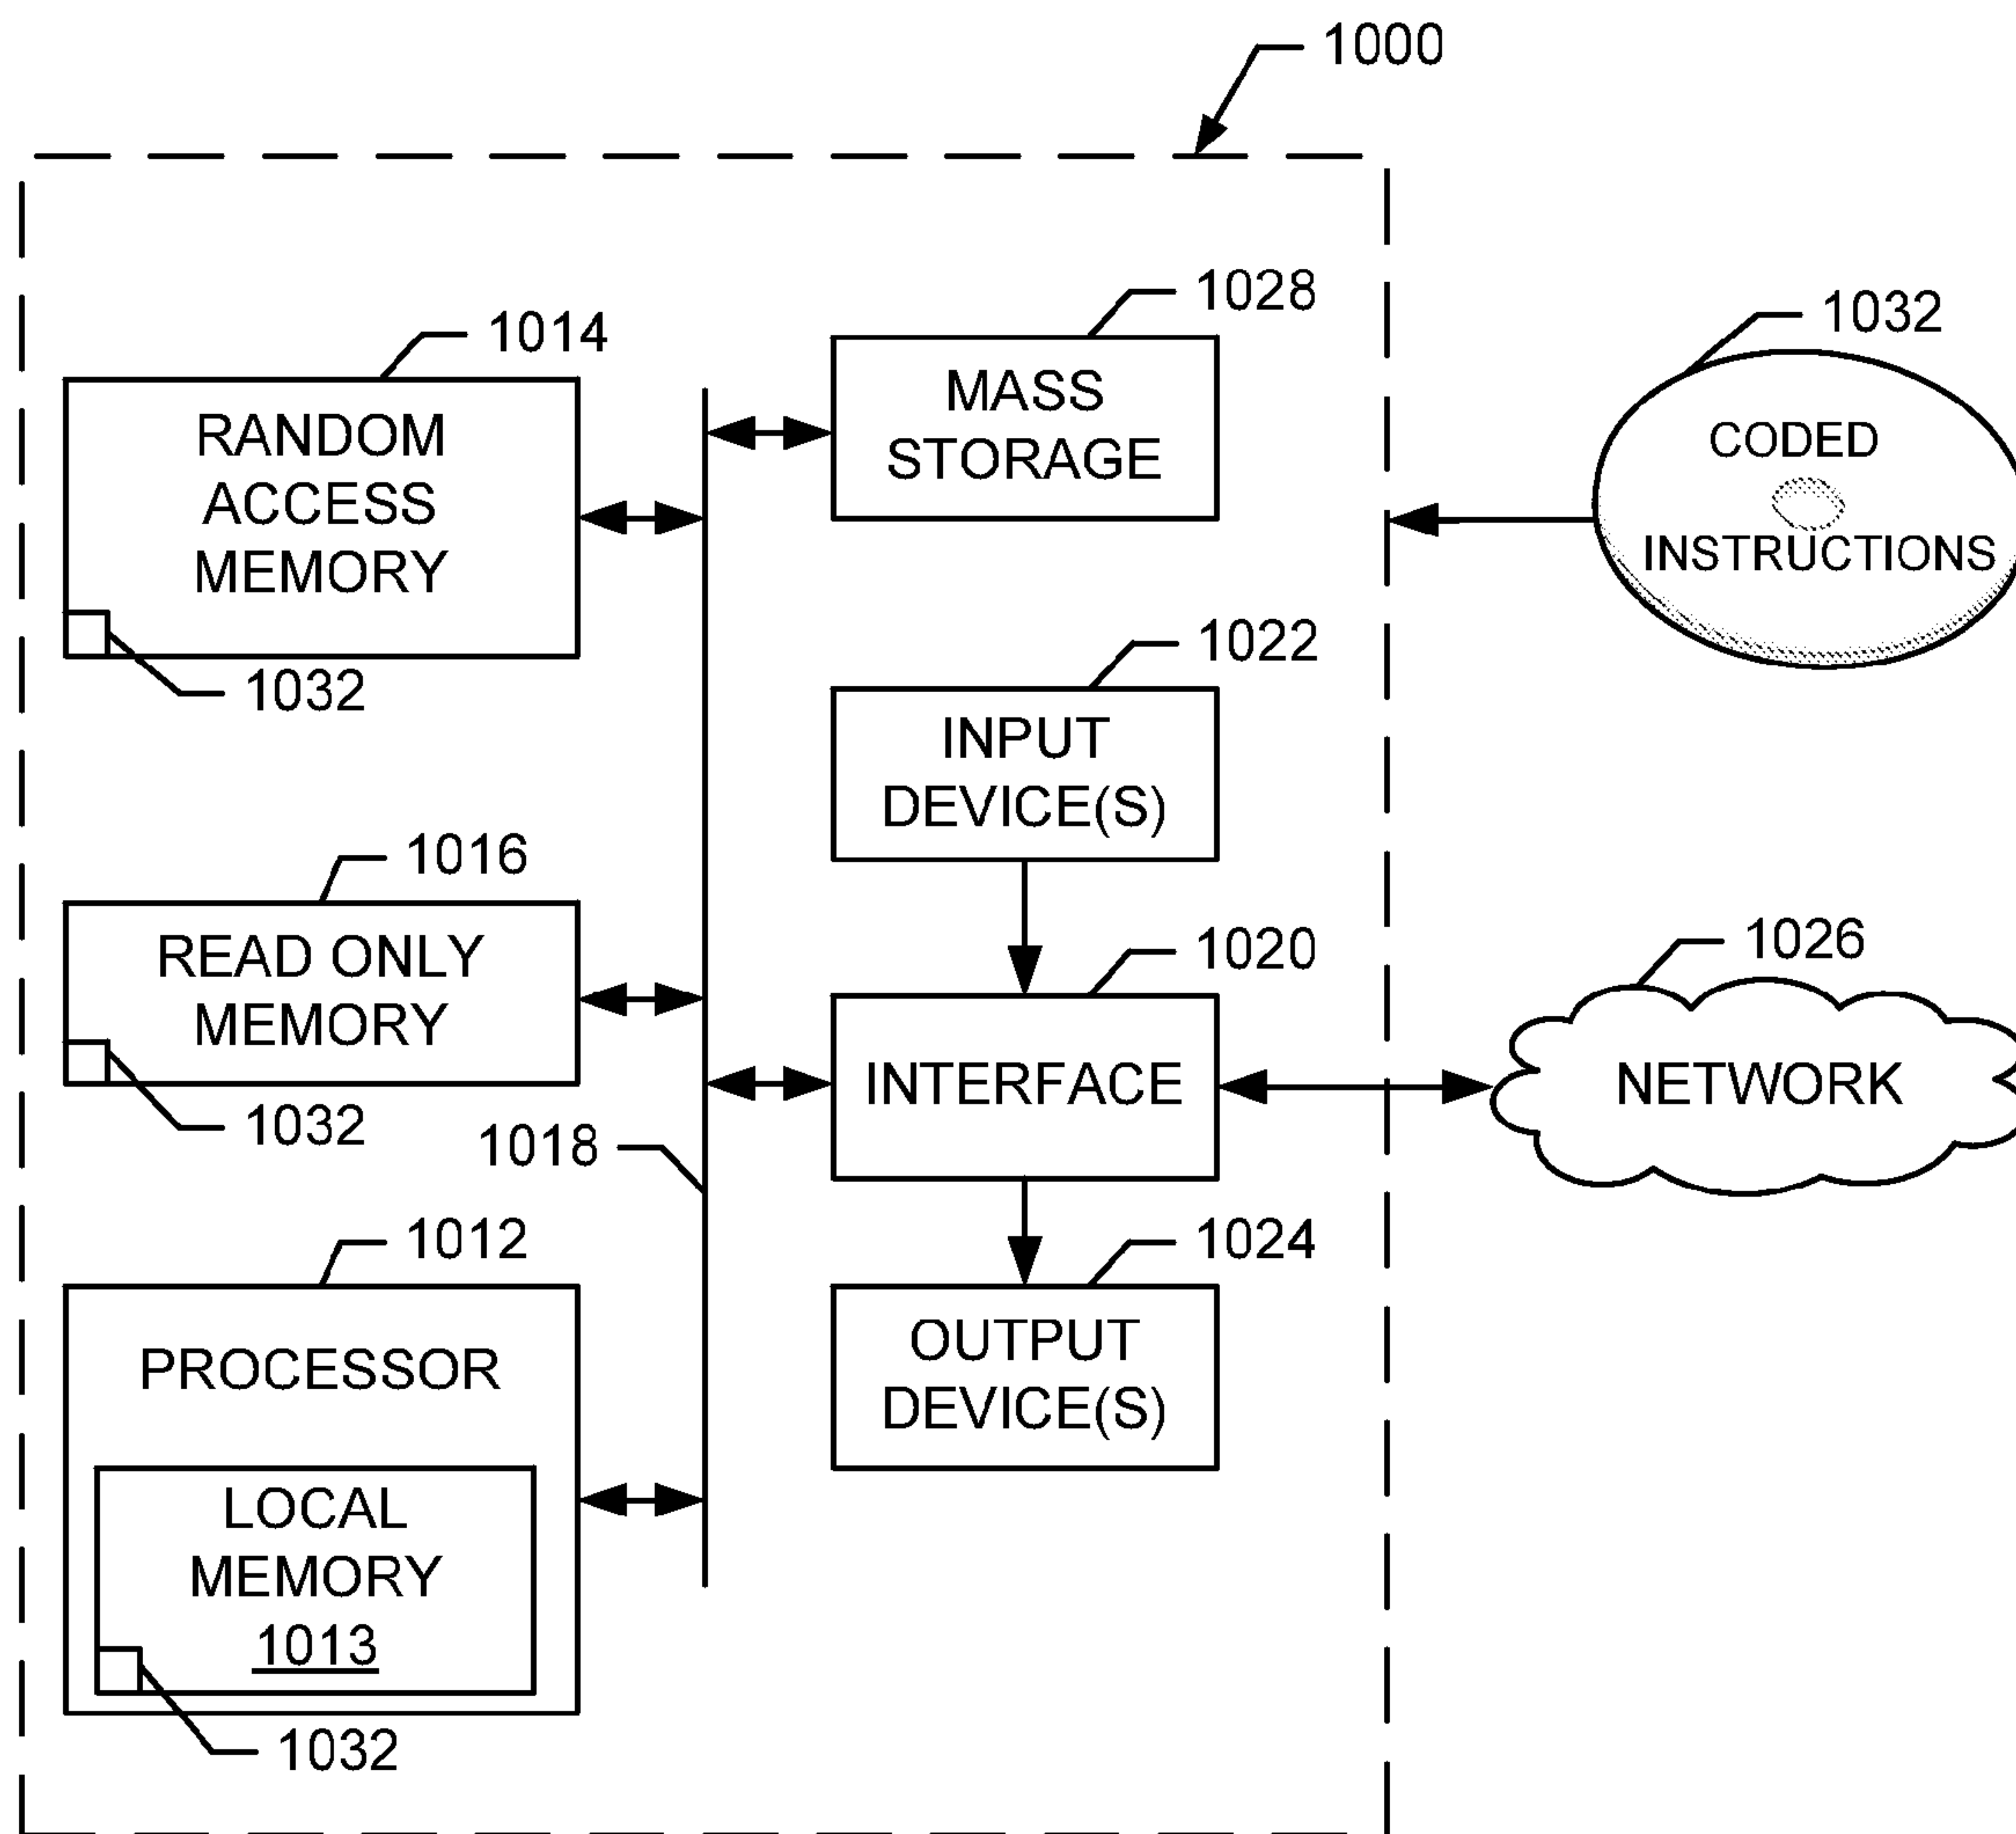 1000
1028
1014
1032
MASS
STORAGE
RANDOM
ACCESS
MEMORY
CODED
INSTRUCTIONS
1032
1022
INPUT
DEVICE(S)
1016
1020
1026
READ ONLY
MEMORY
INTERFACE
NETWORK
1032
1018
1012
1024
OUTPUT
DEVICE(S)
PROCESSOR
LOCAL
MEMORY
1013
1032